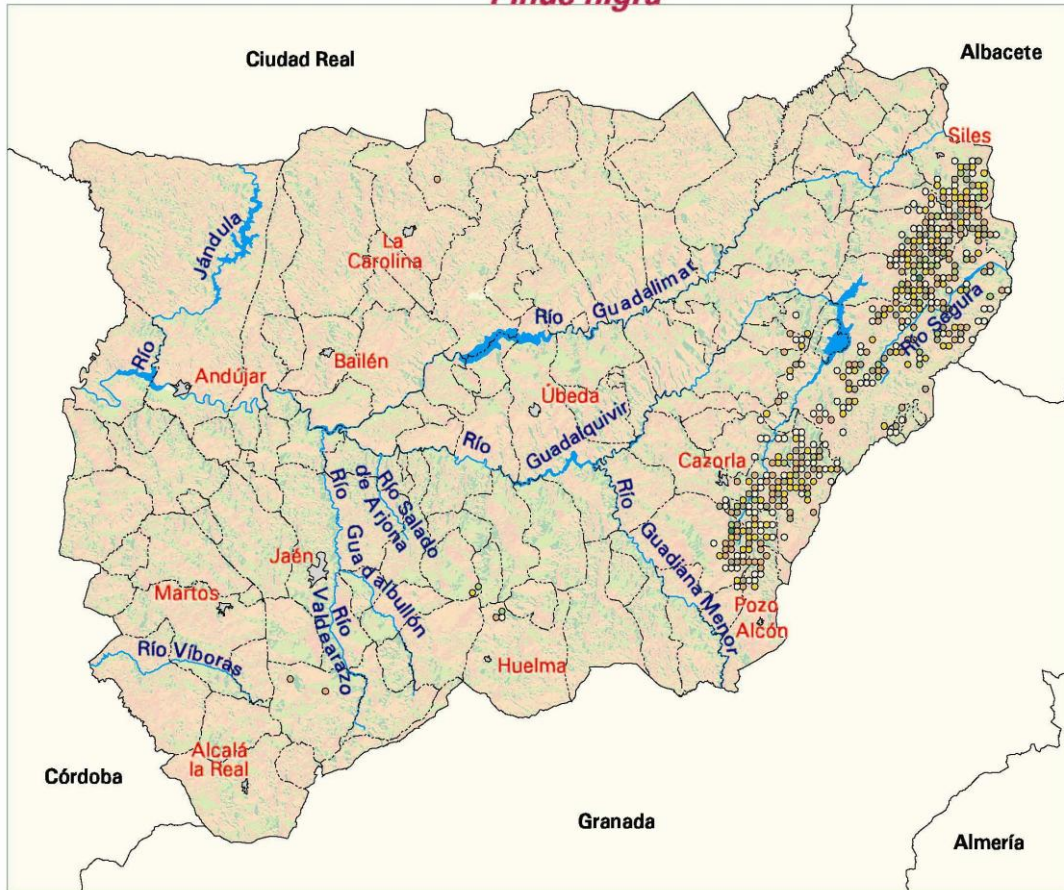 Pinus nigra
Ciudad Real
Albacete
Siles
Jándula
La
Carolina
Río
Guadalimar
Río Segura
Río
Andújar
Bailén
Úbeda
Río
Guadalquivir
Cazorla
Río Salado
de Arjona
Río
Guadalbullón
Río
Guadiana Menor
Jaén
Martos
Río
Valdearazo
Pozo
Alcón
Río Víboras
Huelma
Alcalá
la Real
Córdoba
Granada
Almería